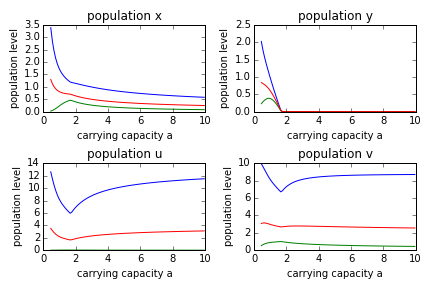 population x
population level
3.5
3.0
2.5
2.0
1.5
1.0
0.5
0.0
0 2 4 6 8 10
carrying capacity a
population y
population level
2.5
2.0
1.5
1.0
0.5
0.0
0 2 4 6 8 10
carrying capacity a
population u
population level
14
12
10
8
6
4
2
0
0 2 4 6 8 10
carrying capacity a
population v
population level
10
8
6
4
2
0
0 2 4 6 8 10
carrying capacity a